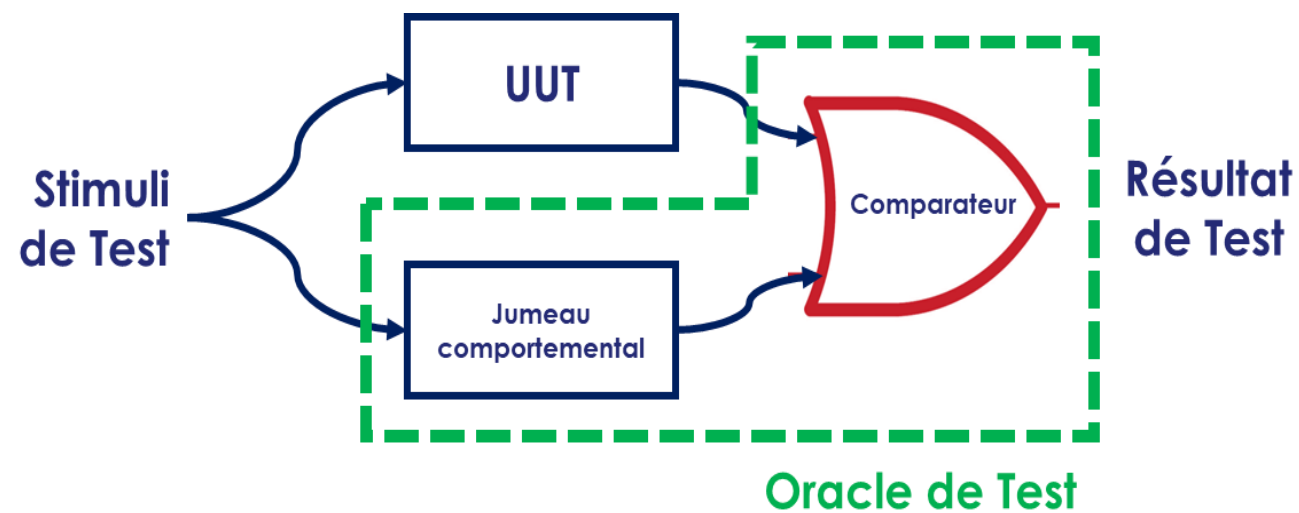 UUT
Stimuli
de Test
Jumeau
comportemental
Comparateur
Résultat
de Test
Oracle de Test